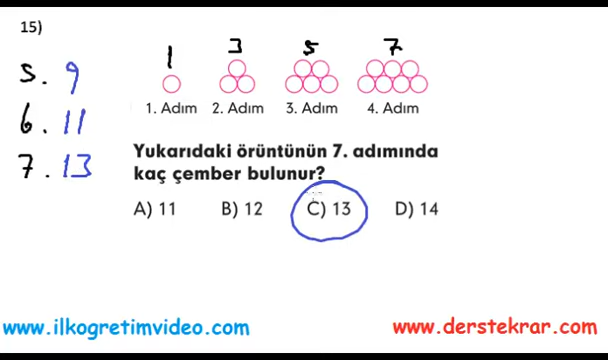 15)
1 3 5 7
5. 9
6. 11
7. 13
1. Adım 2. Adım 3. Adım 4. Adım
Yukarıdaki örüntünün 7. adımında
kaç çember bulunur?
A) 11 B) 12 C) 13 D) 14
www.ilkogretimvideo.com www.derstekrar.com